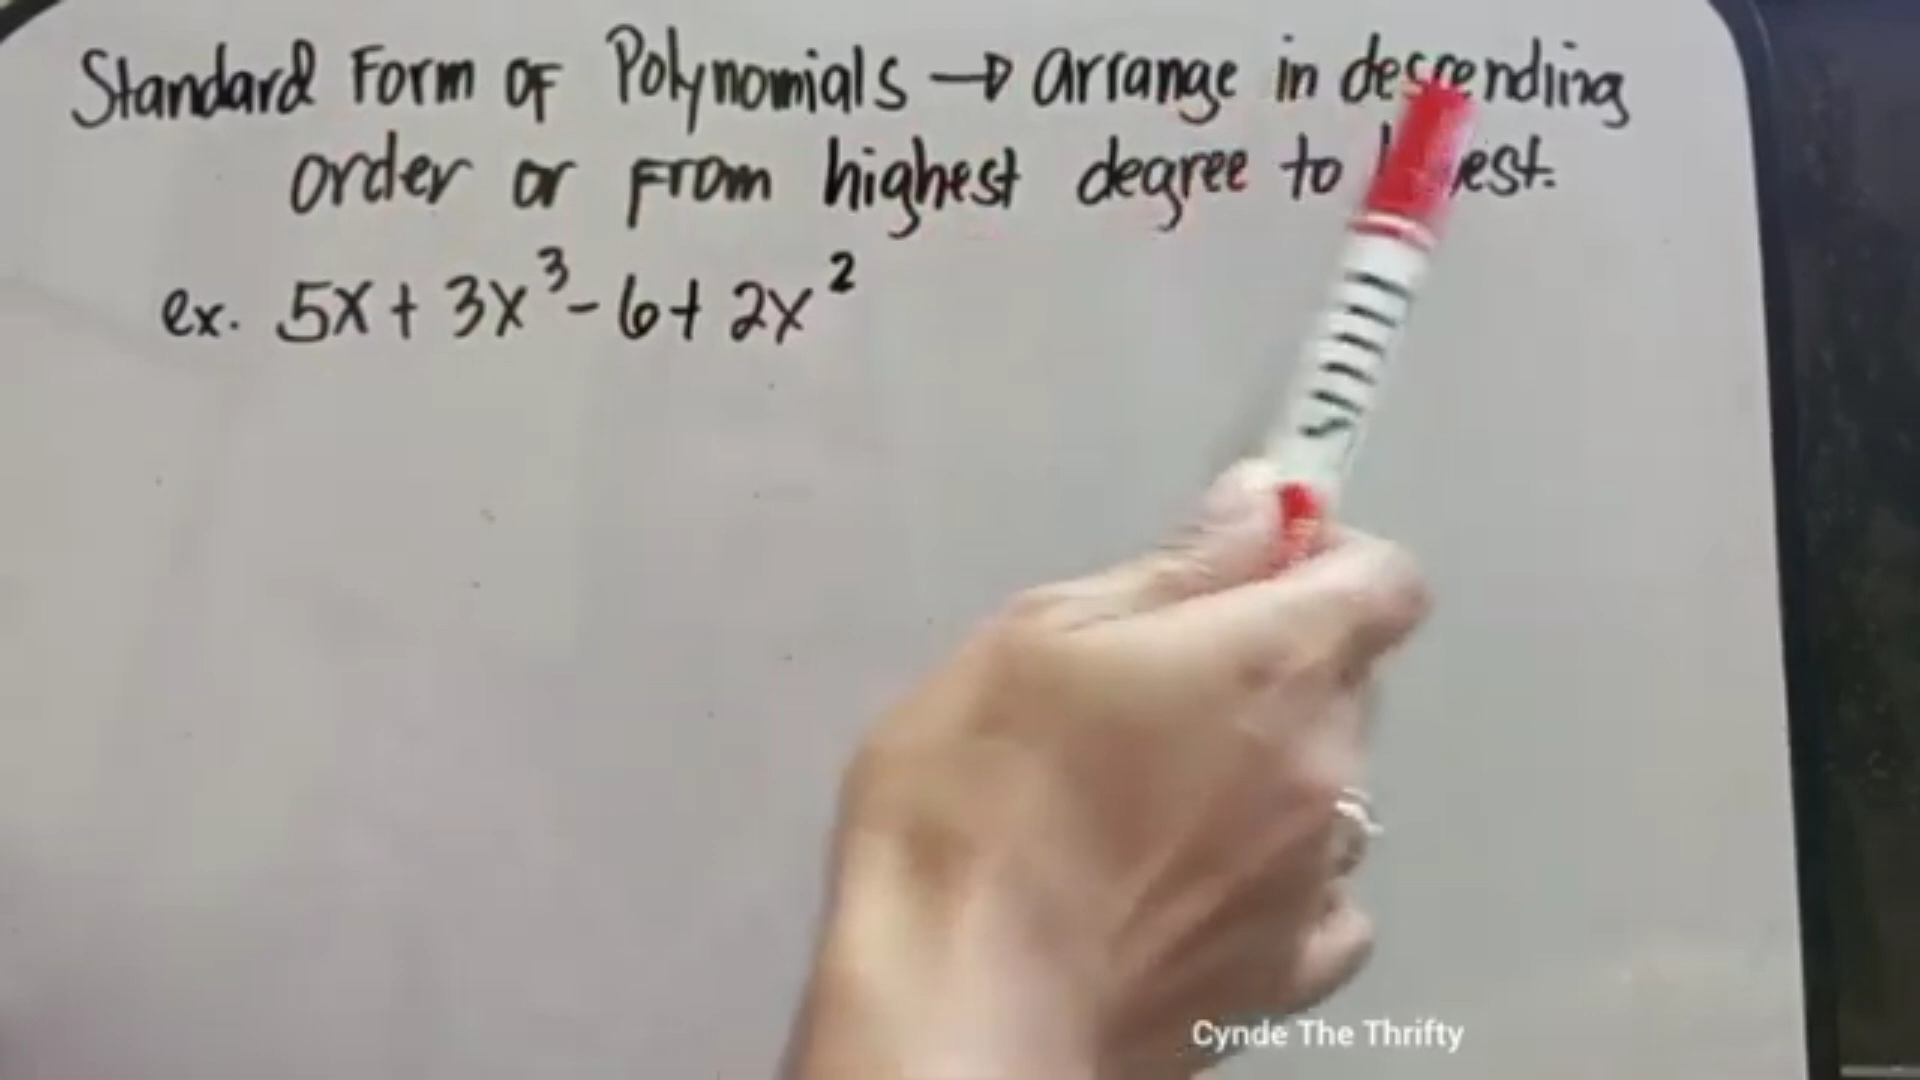 Standard Form OF Polynomials → arrange in descending
order or From highest degree to
ex. 5x + 3x³ - 6 + 2x²
Cynde The Thrifty